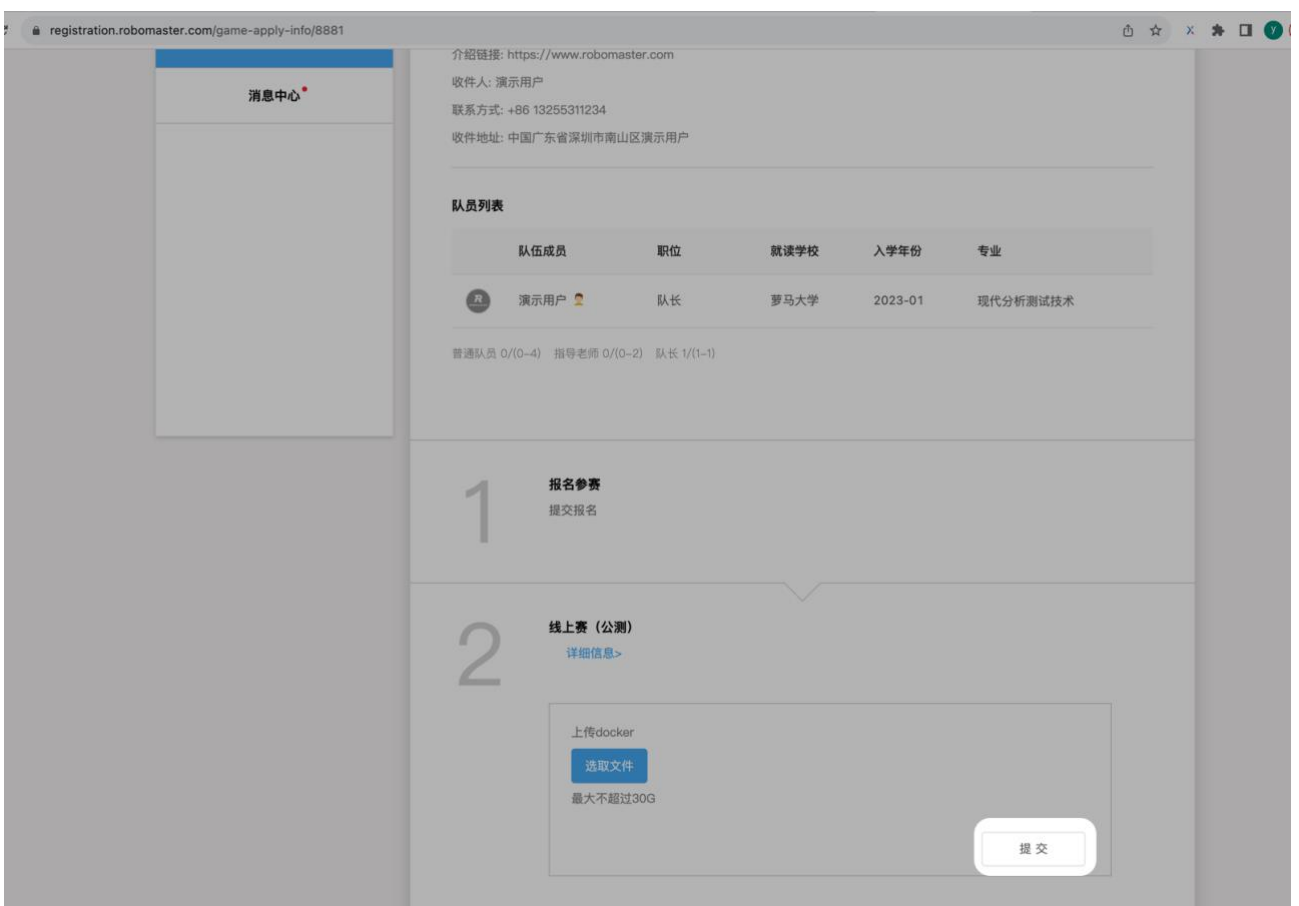 registration.robomaster.com/game-apply-info/8881
消息中心
介绍链接: https://www.robomaster.com
收件人: 演示用户
联系方式: +86 13255311234
收件地址: 中国广东省深圳市南山区演示用户
队员列表
队伍成员 职位 就读学校 入学年份 专业
演示用户 队长 萝马大学 2023-01 现代分析测试技术
普通队员 0/(0-4) 指导老师 0/(0-2) 队长 1/(1-1)
1
报名参赛
提交报名
2
线上赛（公测）
详细信息>
上传docker
选取文件
最大不超过30G
提 交